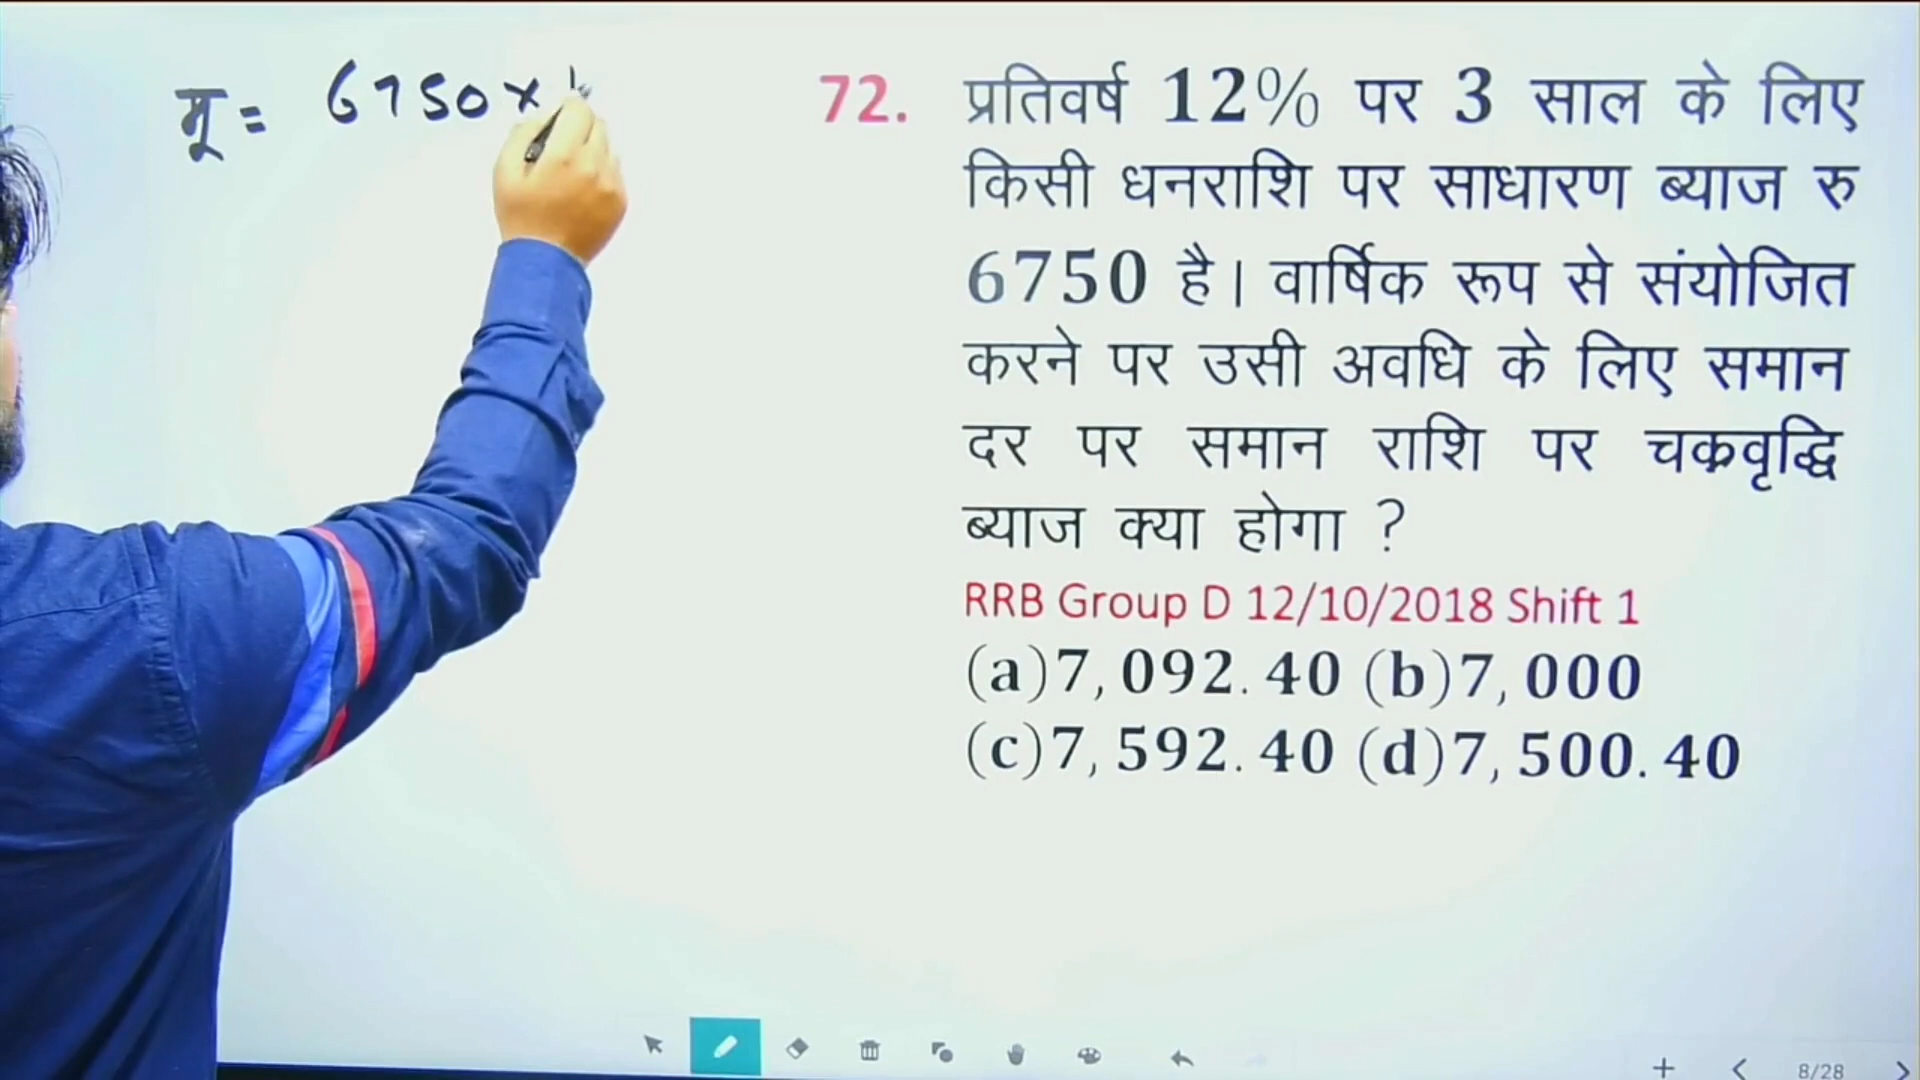 मू = 6750 ×
72. प्रतिवर्ष 12% पर 3 साल के लिए
किसी धनराशि पर साधारण ब्याज रु
6750 है। वार्षिक रूप से संयोजित
करने पर उसी अवधि के लिए समान
दर पर समान राशि पर चक्रवृद्धि
ब्याज क्या होगा ?
RRB Group D 12/10/2018 Shift 1
(a)7,092.40 (b)7,000
(c)7,592.40 (d)7,500.40
8/28